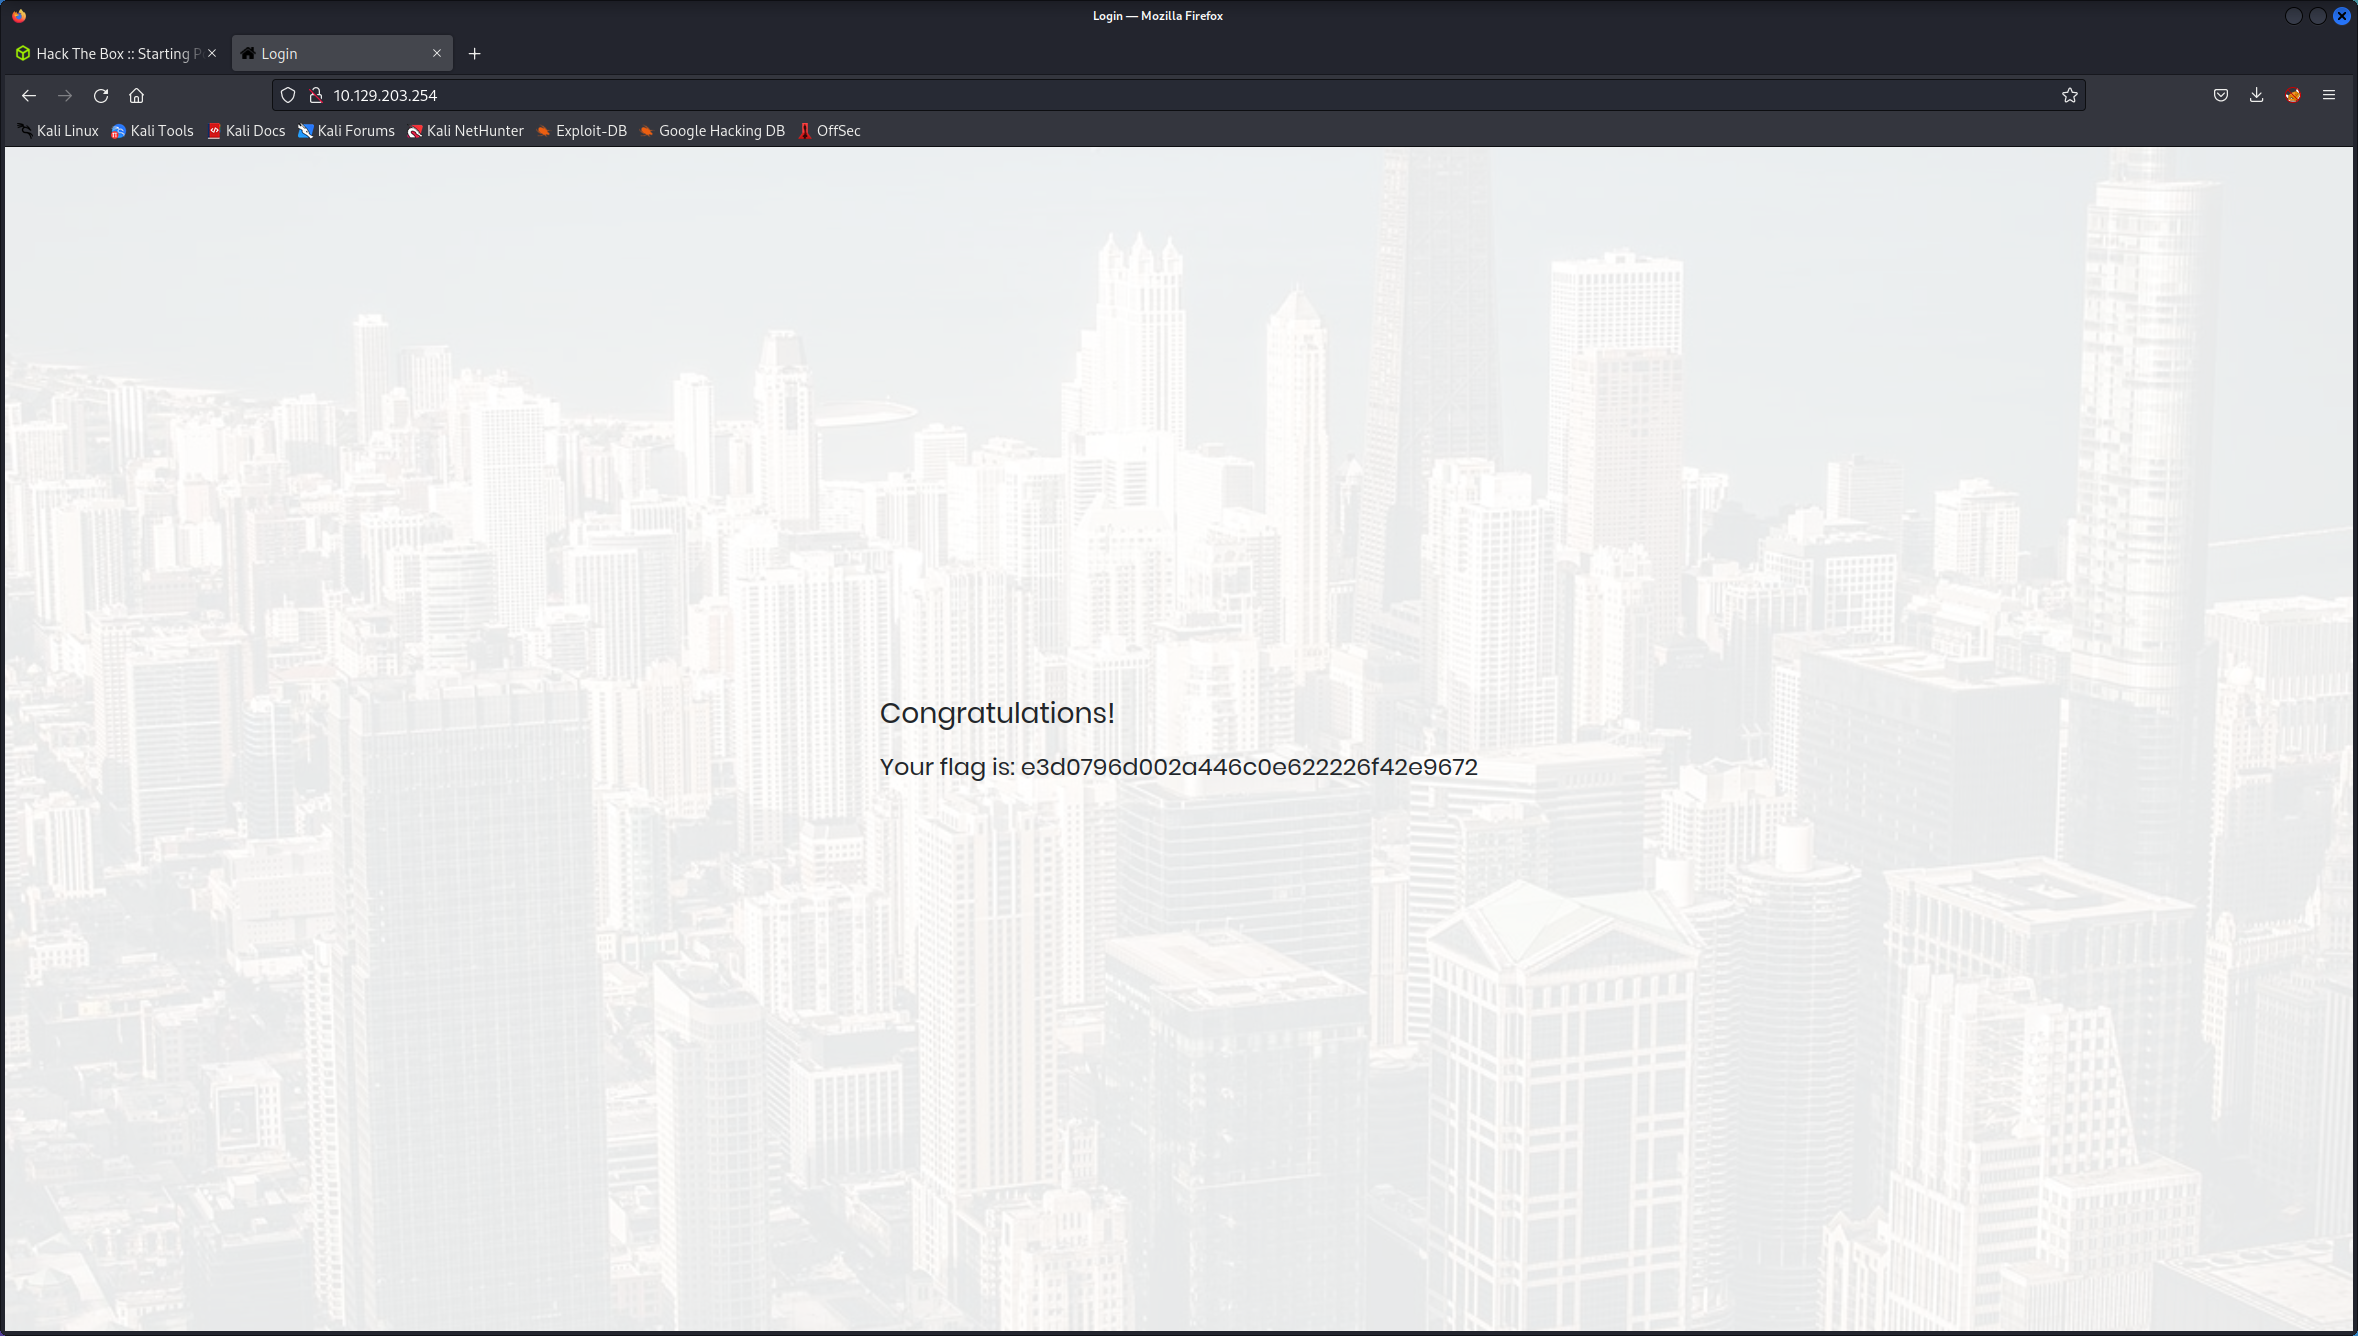 Login — Mozilla Firefox
Hack The Box :: Starting P
Login
10.129.203.254
Kali Linux Kali Tools Kali Docs Kali Forums Kali NetHunter Exploit-DB Google Hacking DB OffSec
Congratulations!
Your flag is: e3d0796d002a446c0e622226f42e9672